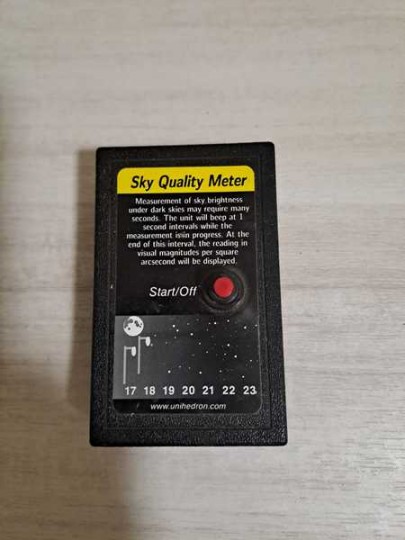 Sky Quality Meter
Measurement of sky brightness
under dark skies may require many
seconds. The unit will beep at 1
second intervals while the
measurement isin progress. At the
end of this interval, the reading in
visual magnitudes per square
arcsecond will be displayed.
Start/Off
17 18 19 20 21 22 23
www.unihedron.com